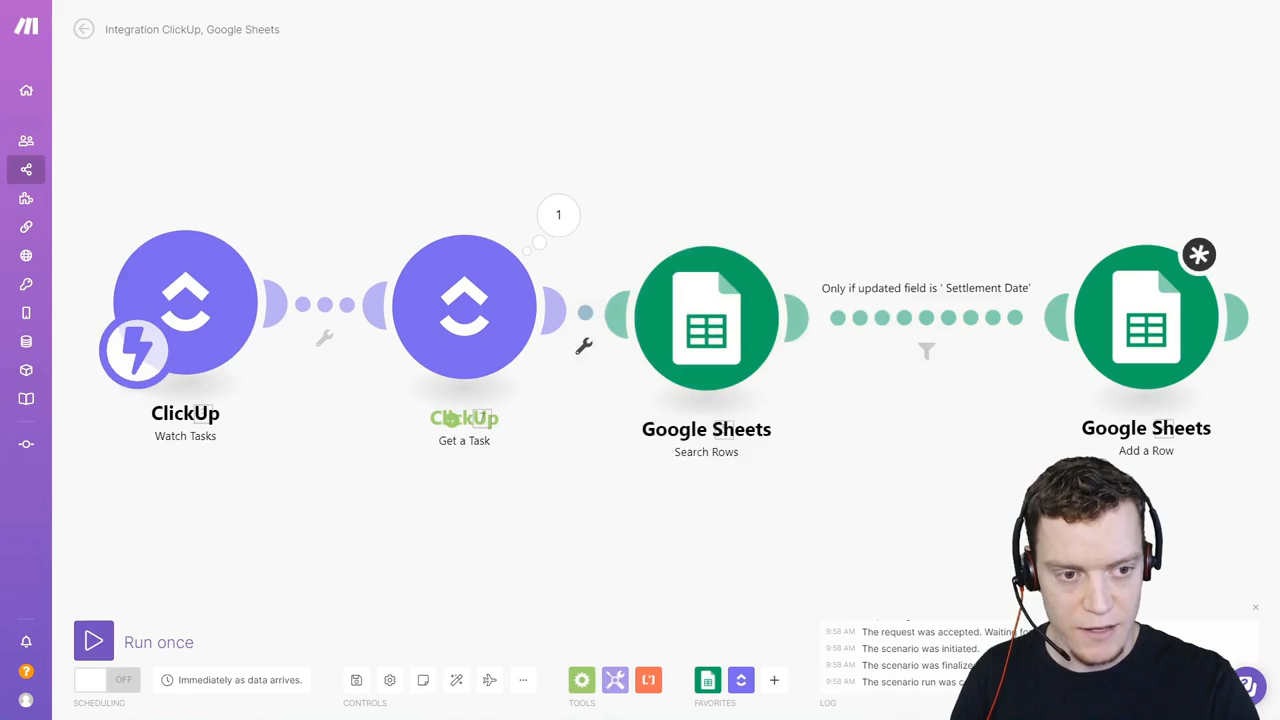 Integration ClickUp, Google Sheets
1
Only if updated field is ' Settlement Date'
ClickUp
Watch Tasks
ClickUp
Get a Task
Google Sheets
Search Rows
Google Sheets
Add a Row
Run once
OFF
Immediately as data arrives.
SCHEDULING
CONTROLS
TOOLS
FAVORITES
LOG
9:58 AM The request was accepted. Waiting
9:58 AM The scenario was initiated.
9:58 AM The scenario was
9:58 AM The scenario run was